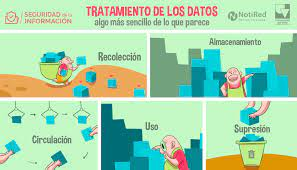 SEGURIDAD DE LA
INFORMACIÓN
TRATAMIENTO DE LOS DATOS
algo más sencillo de lo que parece
NotiRed
Recolección
Almacenamiento
Circulación
Uso
Supresión